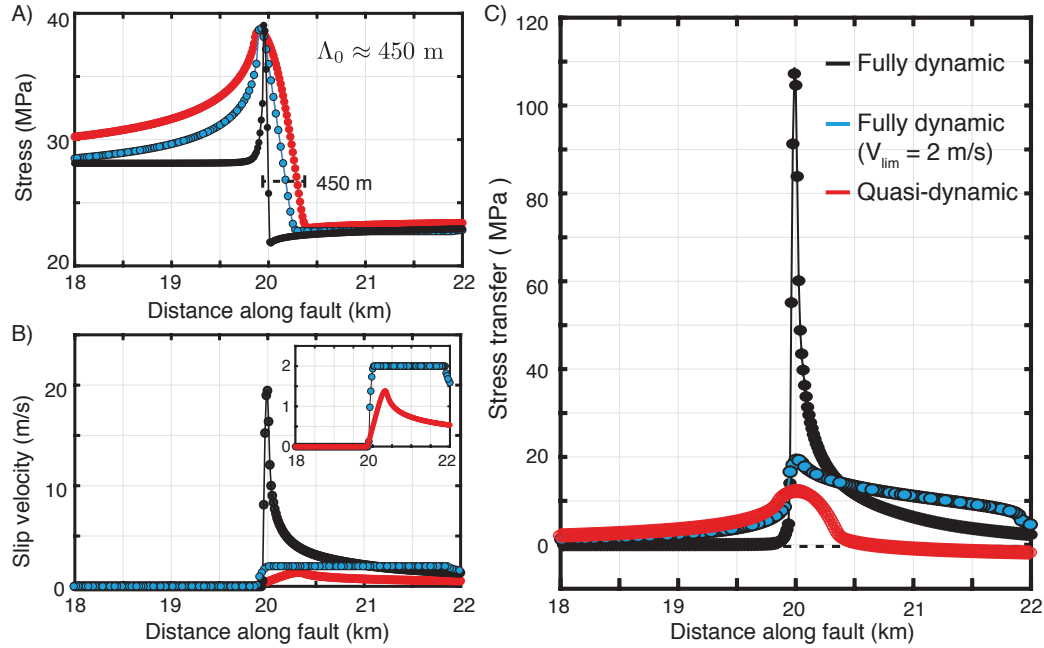 A)
Stress (MPa)
40
30
20
Λ₀ ≈ 450 m
450 m
18 19 20 21 22
Distance along fault (km)
B)
Slip velocity (m/s)
20
10
0
2
1
0
18 20 22
18 19 20 21 22
Distance along fault (km)
C)
Stress transfer ( MPa)
120
100
80
60
40
20
0
Fully dynamic
Fully dynamic
(Vlim = 2 m/s)
Quasi-dynamic
18 19 20 21 22
Distance along fault (km)